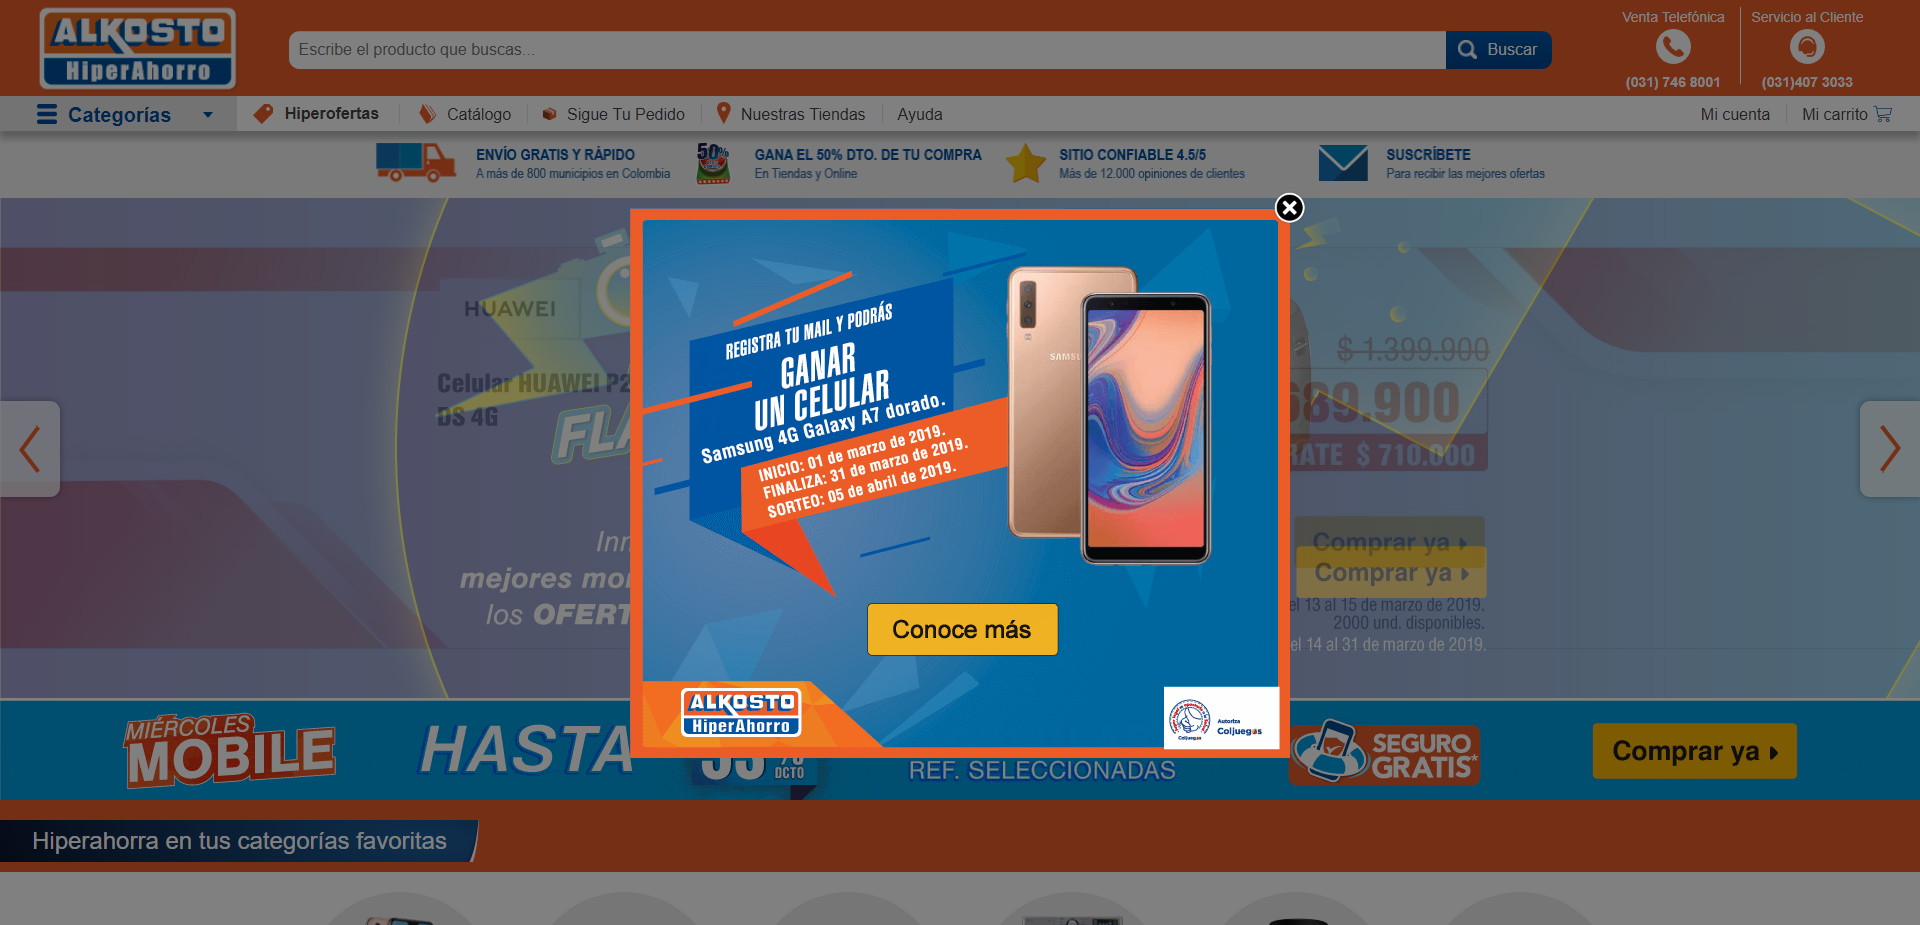 ALKOSTO
HiperAhorro
Escribe el producto que buscas...
Buscar
Venta Telefónica
(031) 746 8001
Servicio al Cliente
(031)407 3033
Categorías
Hiperofertas
Catálogo
Sigue Tu Pedido
Nuestras Tiendas
Ayuda
Mi cuenta
Mi carrito
ENVÍO GRATIS Y RÁPIDO
A más de 800 municipios en Colombia
50%
GANA EL 50% DTO. DE TU COMPRA
En Tiendas y Online
SITIO CONFIABLE 4.5/5
Más de 12.000 opiniones de clientes
SUSCRÍBETE
Para recibir las mejores ofertas
HUAWEI
Celular HUAWEI P2
DS 4G
FLA
Inn
mejores mo
los OFERT
REGISTRA TU MAIL Y PODRÁS
GANAR
UN CELULAR
Samsung 4G Galaxy A7 dorado.
INICIO: 01 de marzo de 2019.
FINALIZA: 31 de marzo de 2019.
SORTEO: 05 de abril de 2019.
SAMSU
Conoce más
ALKOSTO
HiperAhorro
Coljuegos
Autoriza
Coljuegos
$ 1.399.900
689.900
RATE $ 710.000
Comprar ya
Comprar ya
el 13 al 15 de marzo de 2019.
2000 und. disponibles.
el 14 al 31 de marzo de 2019.
MIÉRCOLES
MOBILE
HASTA
DCTO
REF. SELECCIONADAS
SEGURO
GRATIS*
Comprar ya
Hiperahorra en tus categorías favoritas